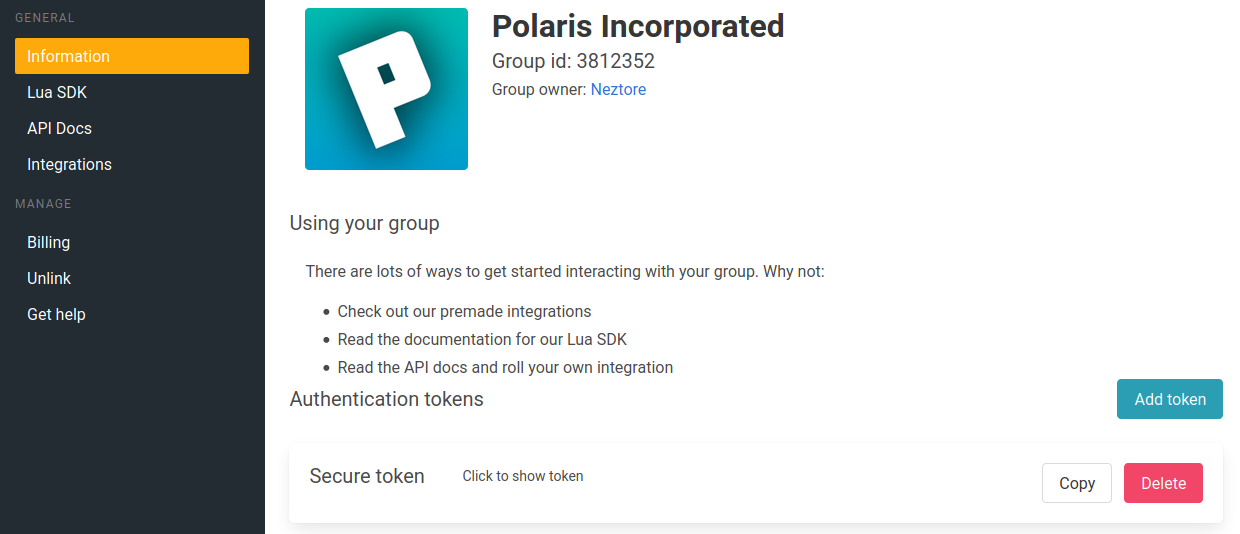 GENERAL
Information
Lua SDK
API Docs
Integrations
MANAGE
Billing
Unlink
Get help
P
Polaris Incorporated
Group id: 3812352
Group owner: Neztore
Using your group
There are lots of ways to get started interacting with your group. Why not:
Check out our premade integrations
Read the documentation for our Lua SDK
Read the API docs and roll your own integration
Authentication tokens
Add token
Secure token
Click to show token
Copy
Delete